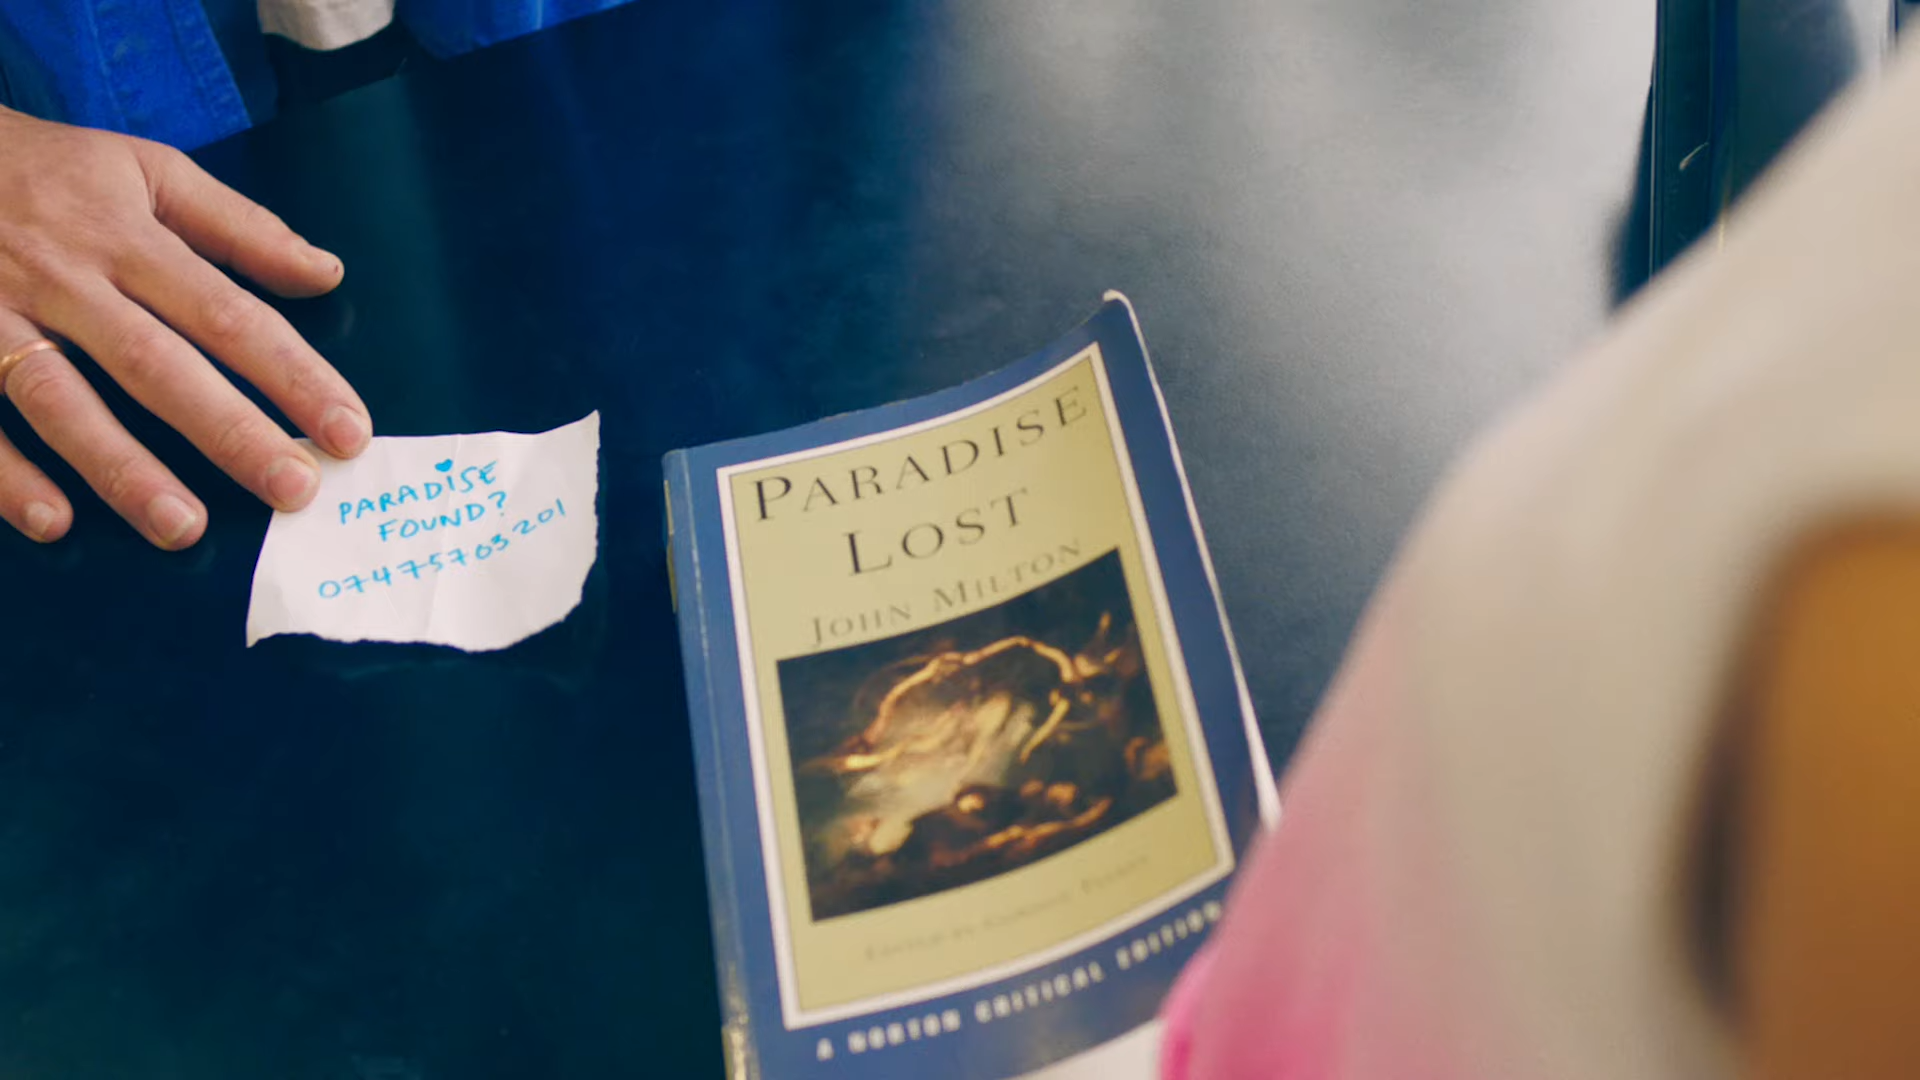 PARADISE
FOUND?
07475703201
PARADISE
LOST
JOHN MILTON
A NORTON CRITICAL EDITION